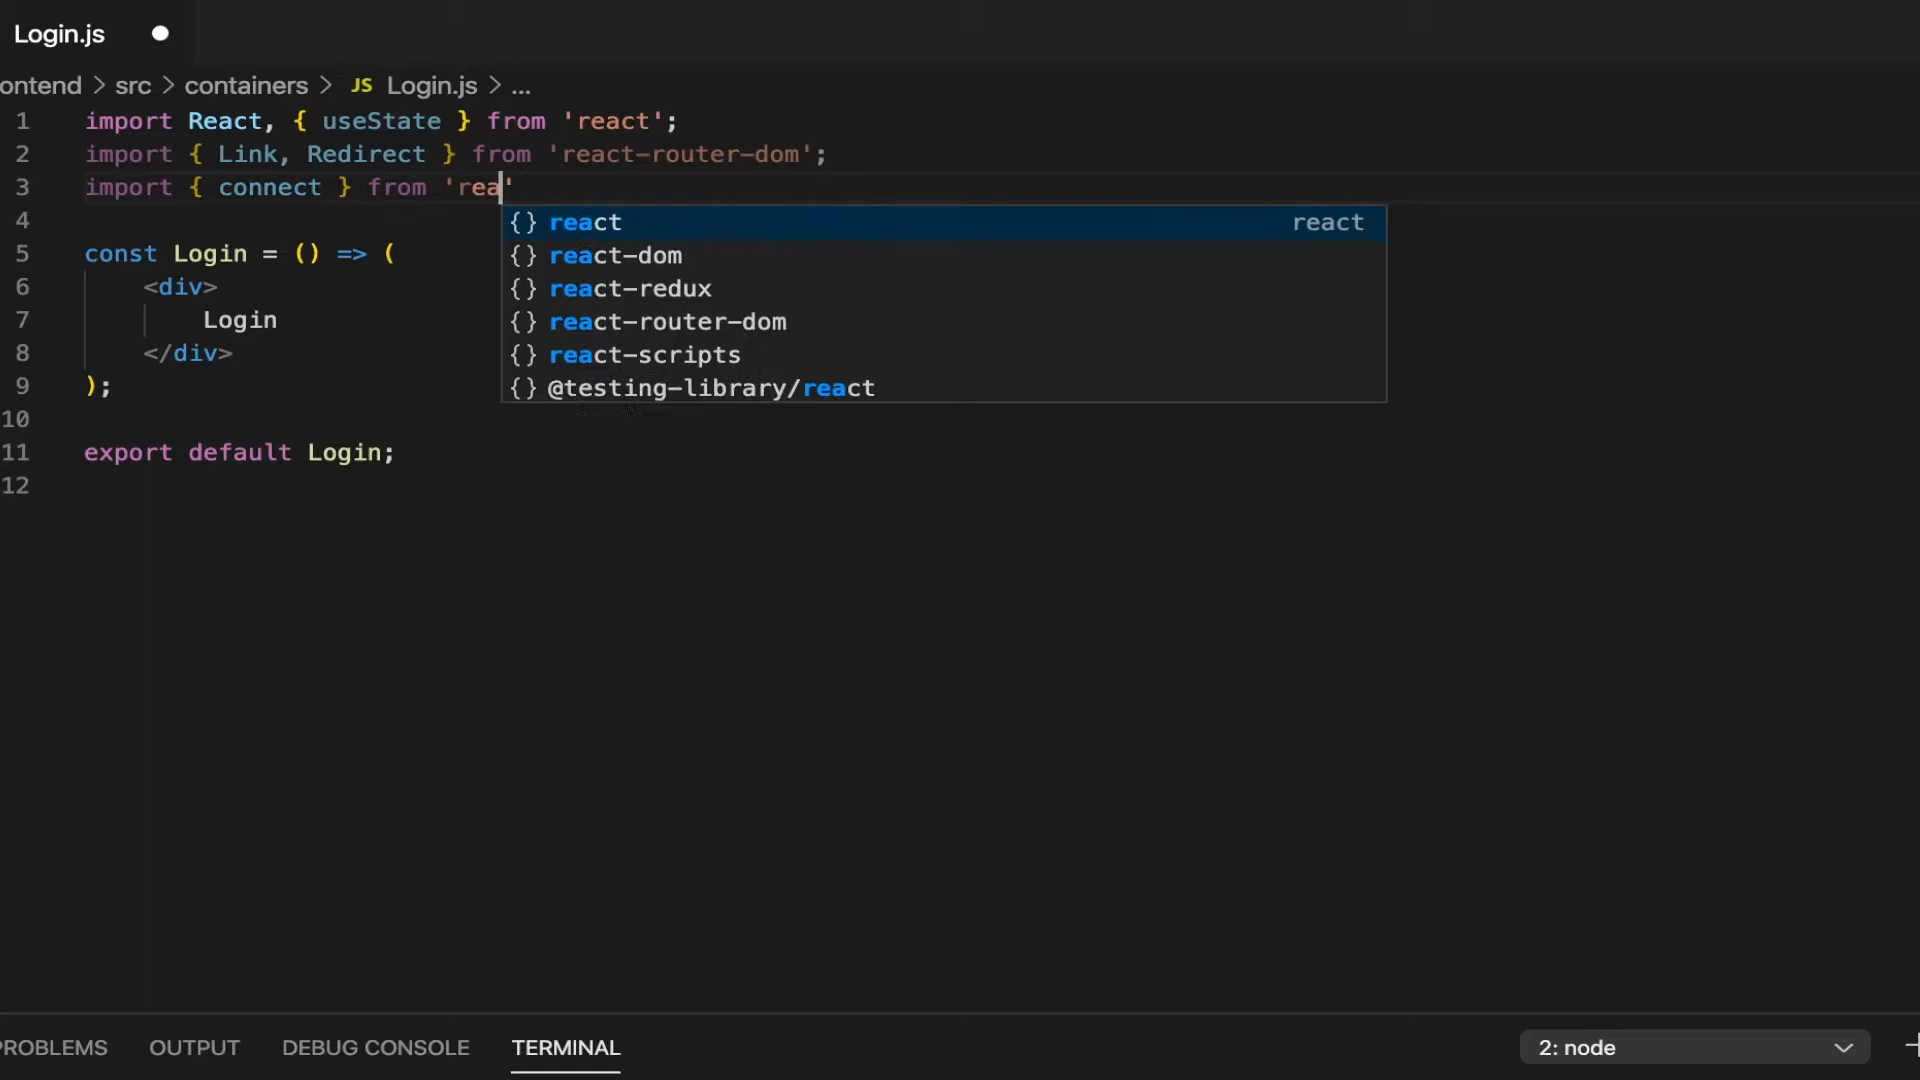 Login.js
ontend > src > containers > JS Login.js > ...
1 import React, { useState } from 'react';
2 import { Link, Redirect } from 'react-router-dom';
3 import { connect } from 'rea'
{} react react
4
{} react-dom
5 const Login = () => (
{} react-redux
6 <div>
{} react-router-dom
7 Login
{} react-scripts
8 </div>
{} @testing-library/react
9 );
10
11 export default Login;
12
PROBLEMS OUTPUT DEBUG CONSOLE TERMINAL 2: node